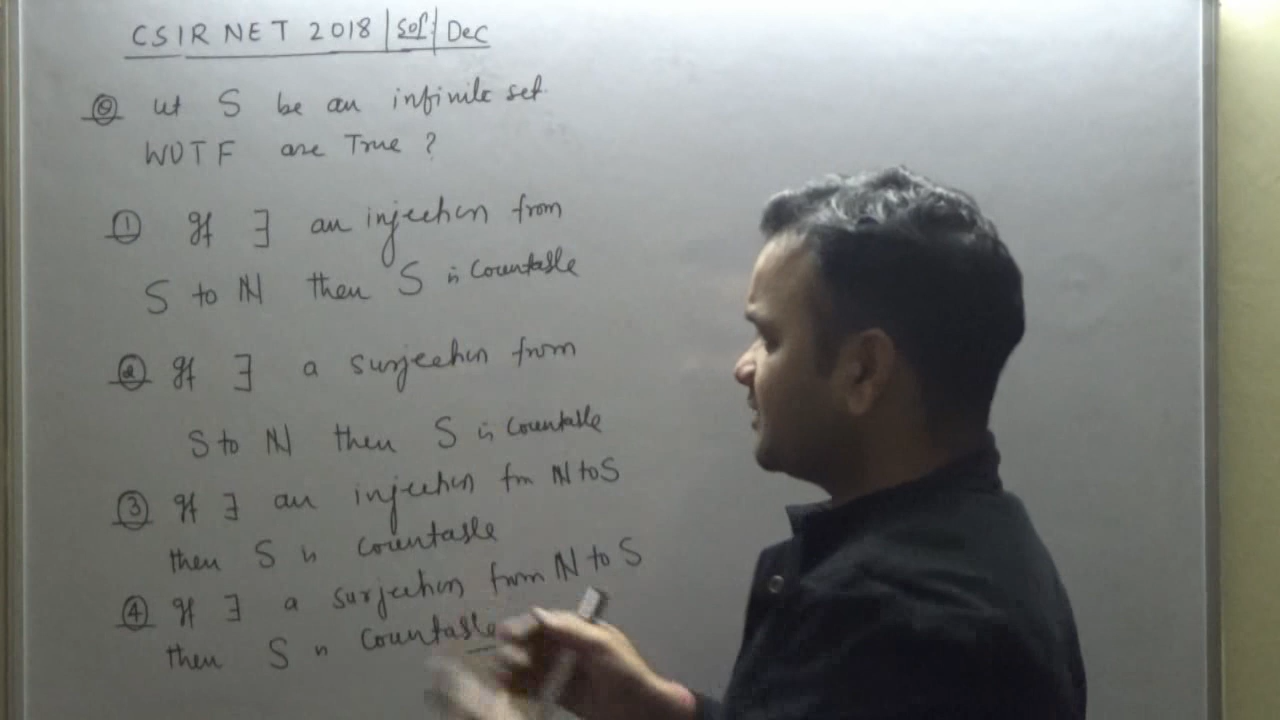 CSIR NET 2018 | Sol | Dec
Q Let S be an infinite set
WOTF are True ?
1 If ∃ an injection from
S to ℕ then S is Countable
2 If ∃ a surjection from
S to ℕ then S is Countable
3 If ∃ an injection fm ℕ to S
then S is countable
4 If ∃ a surjection from ℕ to S
then S is countable